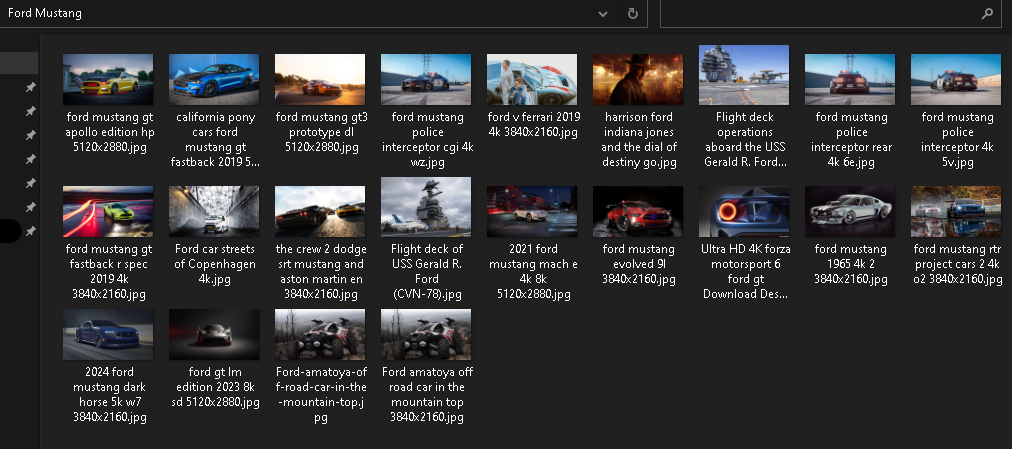 Ford Mustang
ford mustang gt
apollo edition hp
5120x2880.jpg
california pony
cars ford
mustang gt
fastback 2019 5...
ford mustang gt3
prototype dl
5120x2880.jpg
ford mustang
police
interceptor cgi 4k
wz.jpg
ford v ferrari 2019
4k 3840x2160.jpg
harrison ford
indiana jones
and the dial of
destiny go.jpg
Flight deck
operations
aboard the USS
Gerald R. Ford...
ford mustang
police
interceptor rear
4k 6e.jpg
ford mustang
police
interceptor 4k
5v.jpg
ford mustang gt
fastback r spec
2019 4k
3840x2160.jpg
Ford car streets
of Copenhagen
4k.jpg
the crew 2 dodge
srt mustang and
aston martin en
3840x2160.jpg
Flight deck of
USS Gerald R.
Ford
(CVN-78).jpg
2021 ford
mustang mach e
4k 8k
5120x2880.jpg
ford mustang
evolved 9l
3840x2160.jpg
Ultra HD 4K forza
motorsport 6
ford gt
Download Des...
ford mustang
1965 4k 2
3840x2160.jpg
ford mustang rtr
project cars 2 4k
o2 3840x2160.jpg
2024 ford
mustang dark
horse 5k w7
3840x2160.jpg
ford gt lm
edition 2023 8k
sd 5120x2880.jpg
Ford-amatoya-of
f-road-car-in-the
-mountain-top.j
pg
Ford amatoya off
road car in the
mountain top
3840x2160.jpg